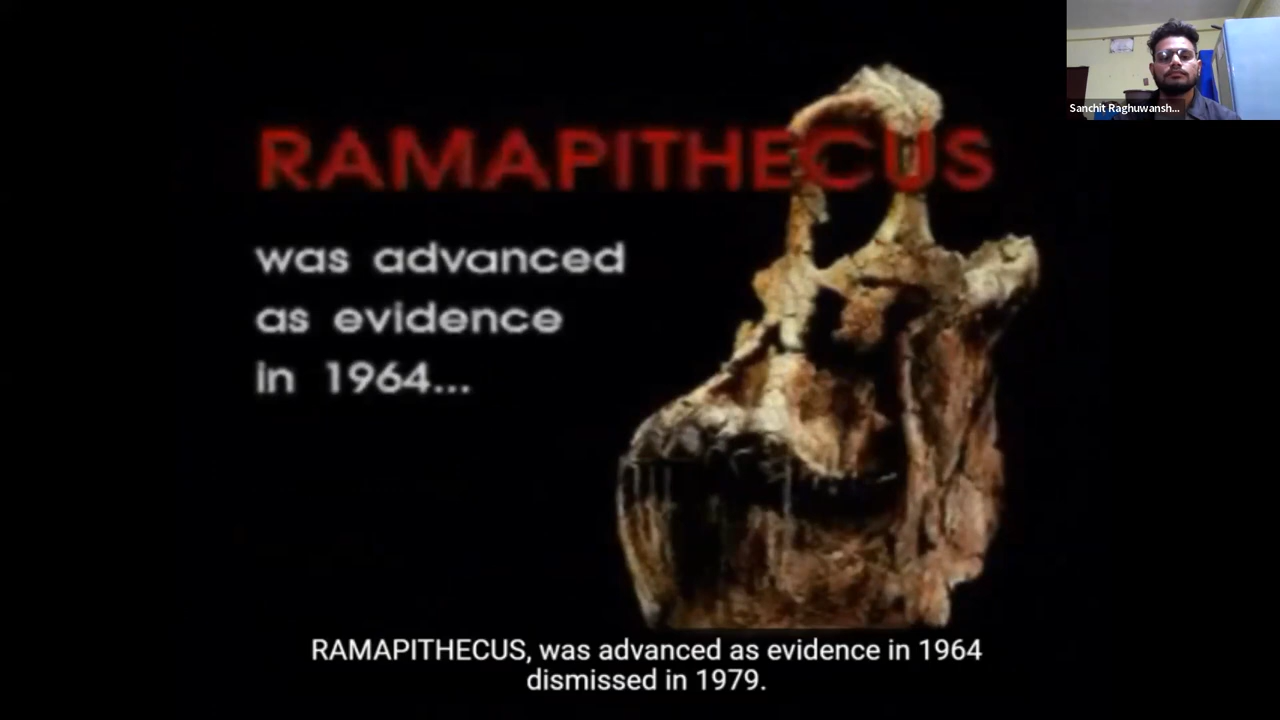 Sanchit Raghuwansh...
RAMAPITHECUS
was advanced
as evidence
in 1964...
RAMAPITHECUS, was advanced as evidence in 1964
dismissed in 1979.